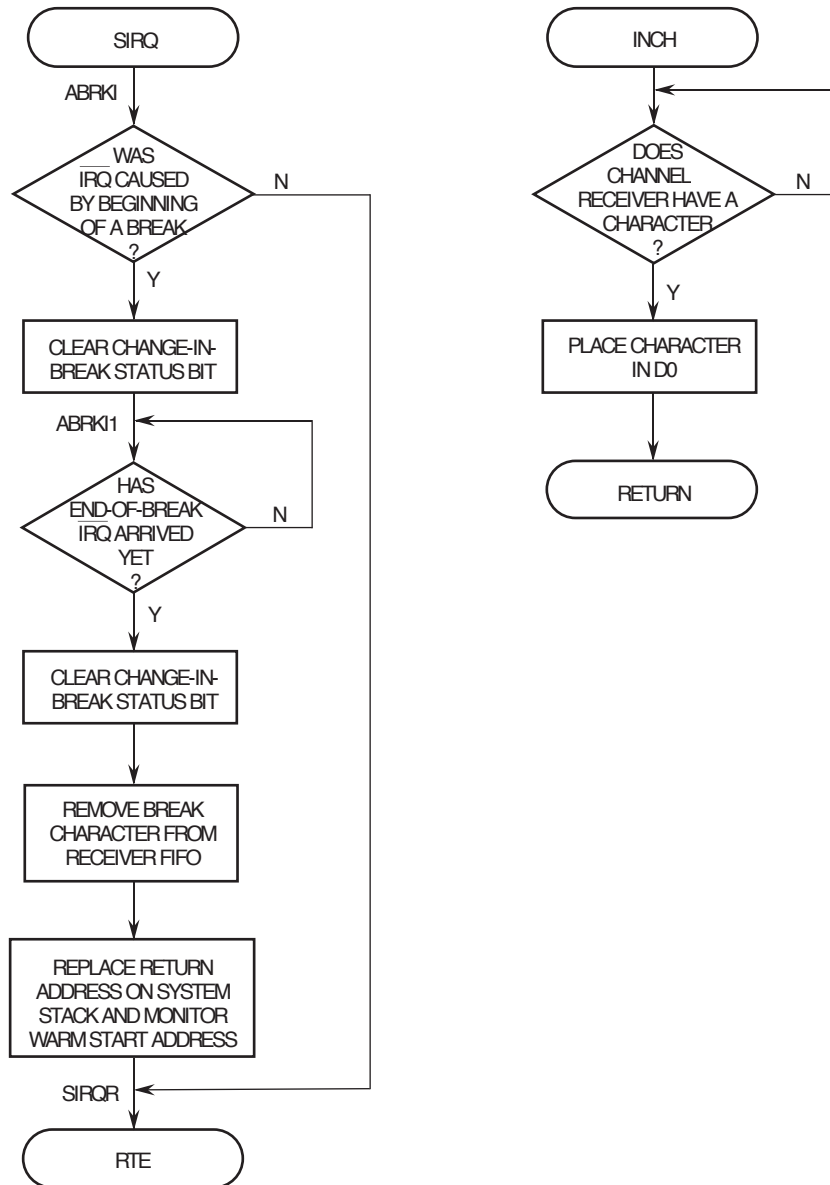 SIRQ
ABRKI
WAS
IRQ CAUSED
BY BEGINNING
OF A BREAK
?
N
Y
CLEAR CHANGE-IN-
BREAK STATUS BIT
ABRKI1
HAS
END-OF-BREAK
IRQ ARRIVED
YET
?
N
Y
CLEAR CHANGE-IN-
BREAK STATUS BIT
REMOVE BREAK
CHARACTER FROM
RECEIVER FIFO
REPLACE RETURN
ADDRESS ON SYSTEM
STACK AND MONITOR
WARM START ADDRESS
SIRQR
RTE
INCH
DOES
CHANNEL
RECEIVER HAVE A
CHARACTER
?
N
Y
PLACE CHARACTER
IN D0
RETURN